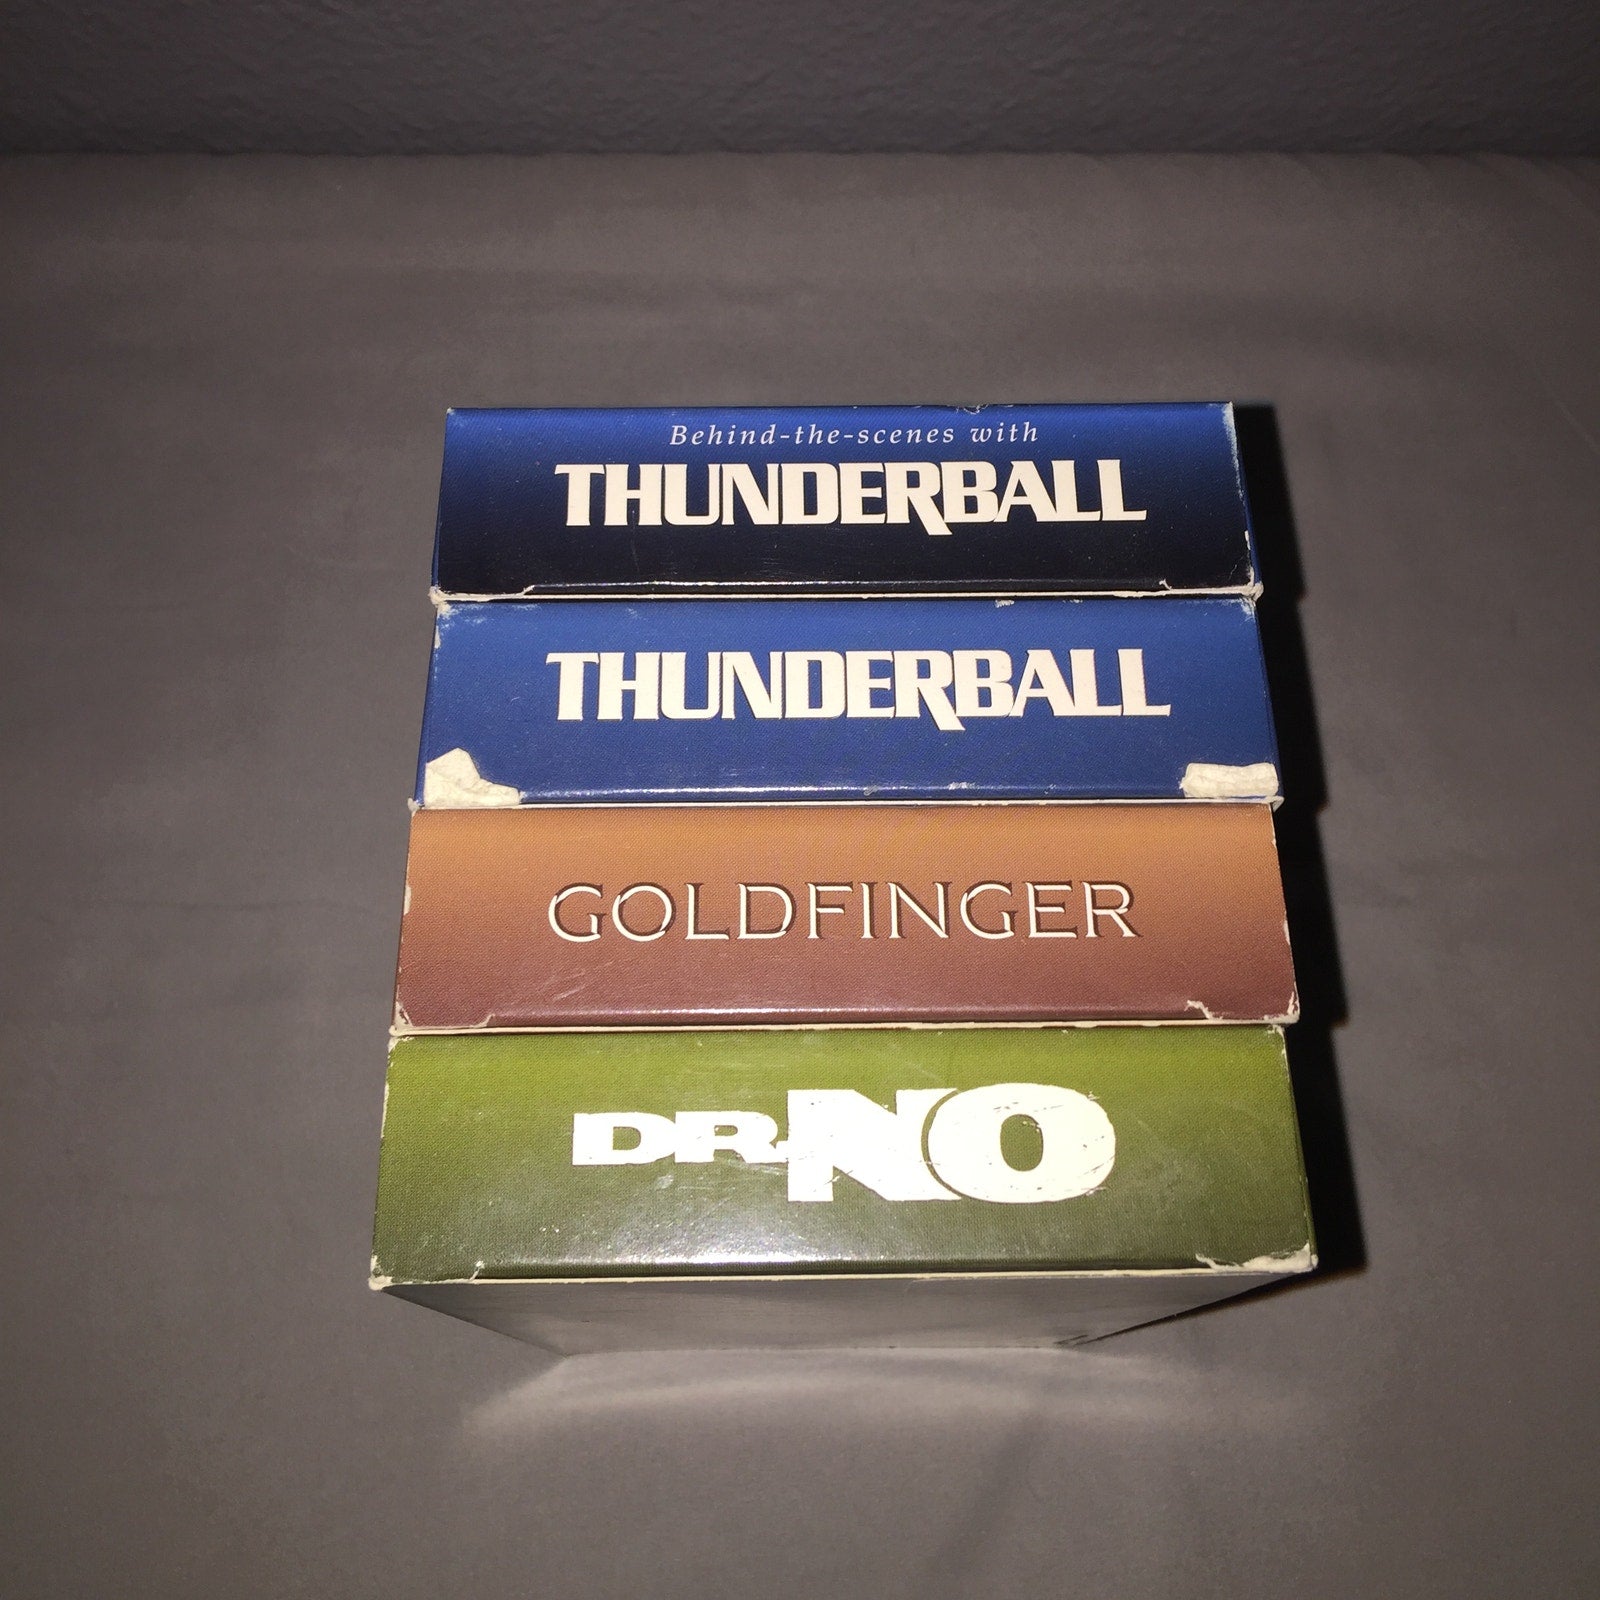 Behind-the-scenes with
THUNDERBALL
THUNDERBALL
GOLDFINGER
DR. NO